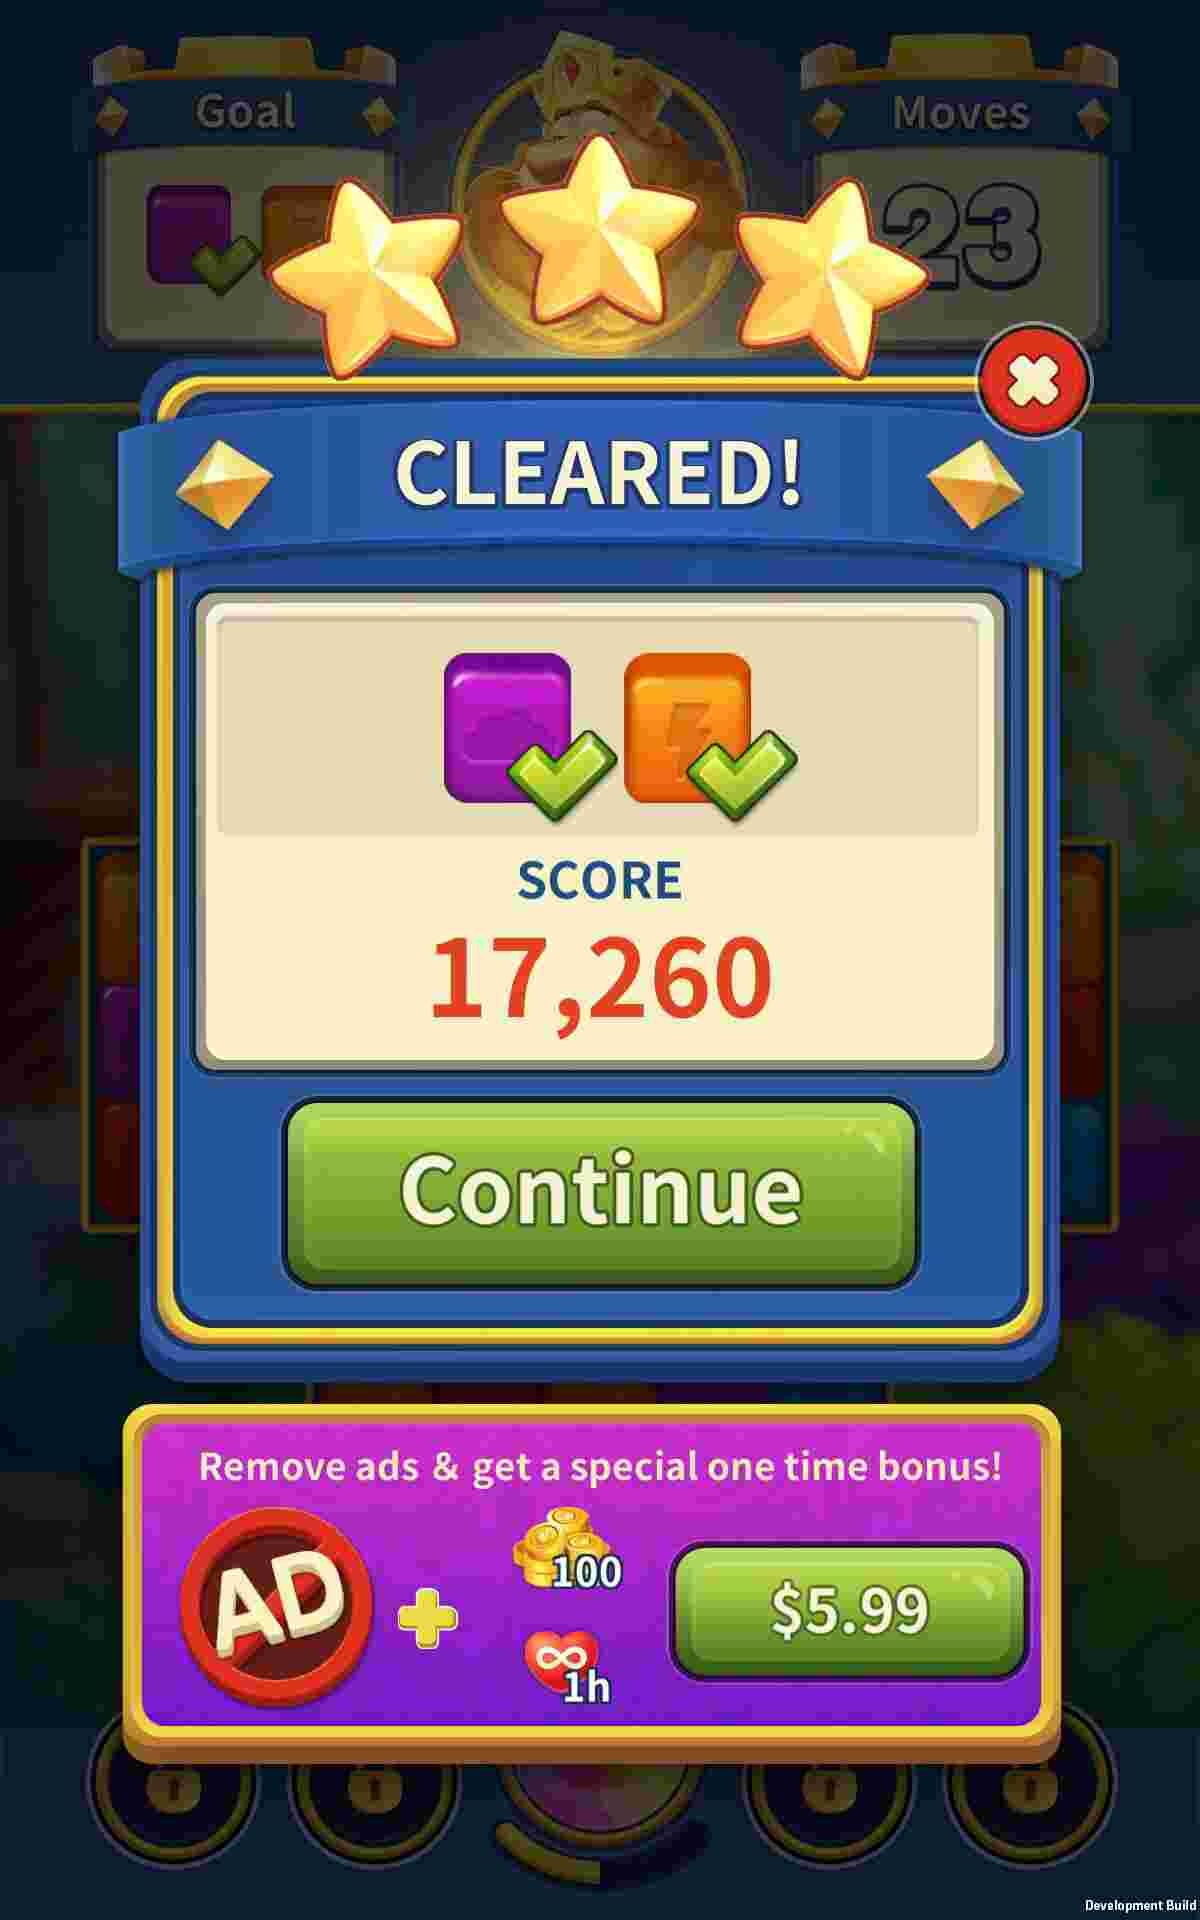 Goal
Moves
23
CLEARED!
SCORE
17,260
Continue
Remove ads & get a special one time bonus!
AD
100
1h
$5.99
Development Build